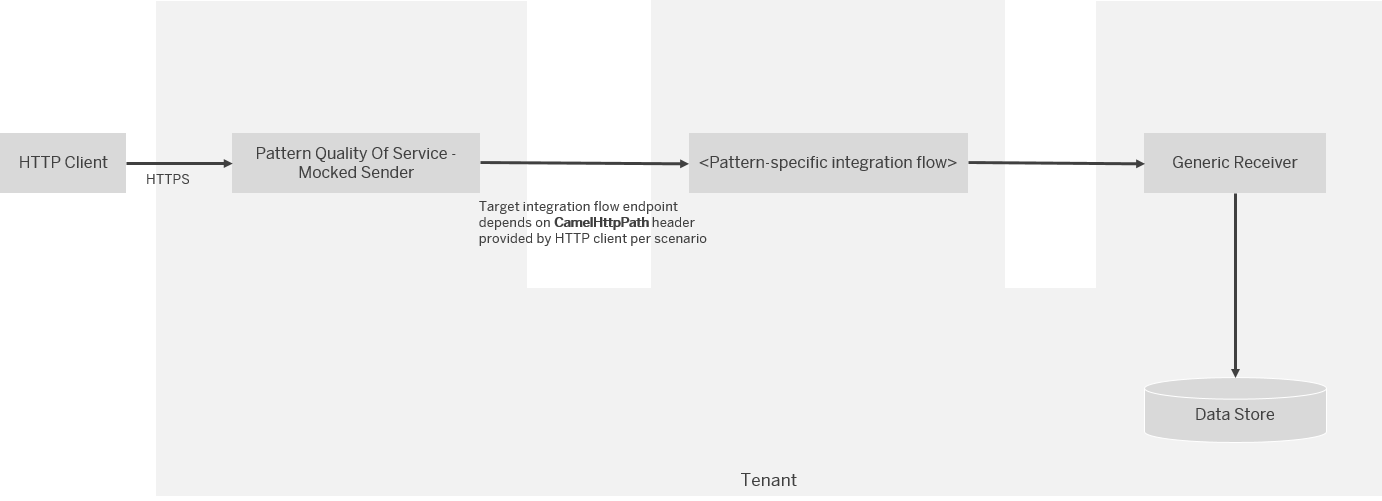 HTTP Client
HTTPS
Pattern Quality Of Service -
Mocked Sender
Target integration flow endpoint
depends on CamelHttpPath header
provided by HTTP client per scenario
<Pattern-specific integration flow>
Generic Receiver
Data Store
Tenant